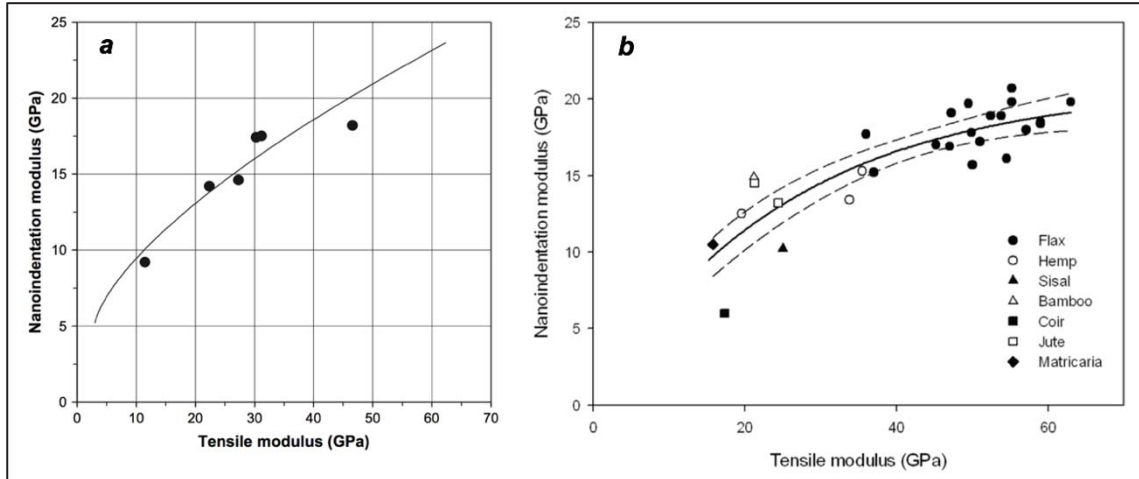 a
Nanoindentation modulus (GPa)
25
20
15
10
5
0
0 10 20 30 40 50 60 70
Tensile modulus (GPa)
b
Nanoindentation modulus (GPa)
25
20
15
10
5
0
Flax
Hemp
Sisal
Bamboo
Coir
Jute
Matricaria
0 20 40 60
Tensile modulus (GPa)